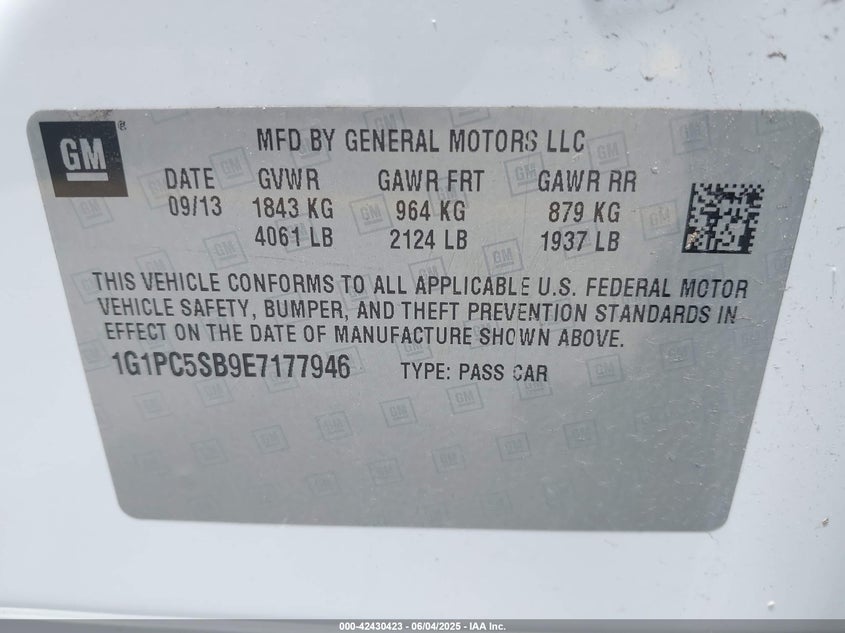 GM®
MFD BY GENERAL MOTORS LLC
DATE GVWR GAWR FRT GAWR RR
09/13 1843 KG 964 KG 879 KG
4061 LB 2124 LB 1937 LB
THIS VEHICLE CONFORMS TO ALL APPLICABLE U.S. FEDERAL MOTOR
VEHICLE SAFETY, BUMPER, AND THEFT PREVENTION STANDARDS IN
EFFECT ON THE DATE OF MANUFACTURE SHOWN ABOVE.
1G1PC5SB9E7177946 TYPE: PASS CAR
000-42430423 - 06/04/2025 - IAA Inc.